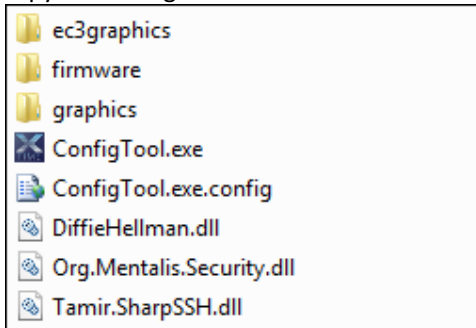 ec3graphics
firmware
graphics
ConfigTool.exe
ConfigTool.exe.config
DiffieHellman.dll
Org.Mentalis.Security.dll
Tamir.SharpSSH.dll